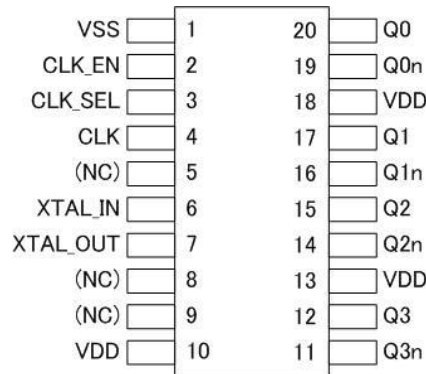 VSS 1 20 Q0
CLK_EN 2 19 Q0n
CLK_SEL 3 18 VDD
CLK 4 17 Q1
(NC) 5 16 Q1n
XTAL_IN 6 15 Q2
XTAL_OUT 7 14 Q2n
(NC) 8 13 VDD
(NC) 9 12 Q3
VDD 10 11 Q3n